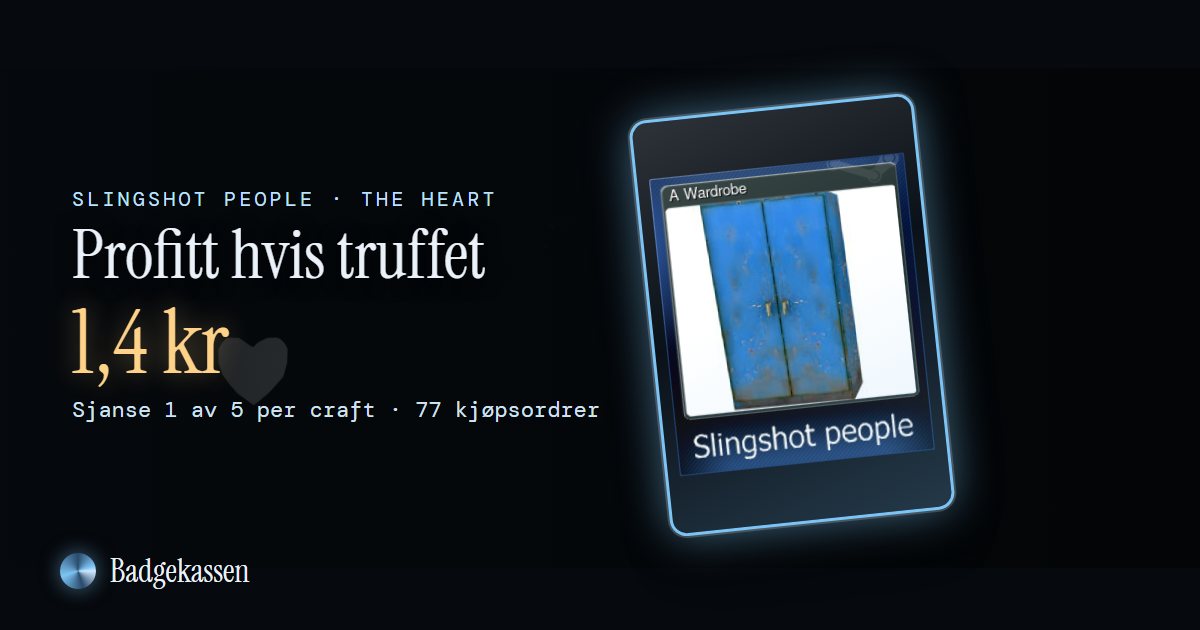 SLINGSHOT PEOPLE · THE HEART
Profitt hvis truffet
1,4 kr
Sjanse 1 av 5 per craft · 77 kjøpsordrer
A Wardrobe
Slingshot people
Badgekassen